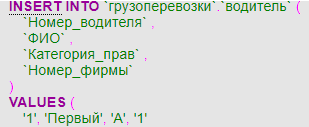 INSERT INTO `грузоперевозки`.`водитель` (
`Номер_водителя` ,
`ФИО` ,
`Категория_прав` ,
`Номер_фирмы`
)
VALUES (
'1', 'Первый', 'А', '1'